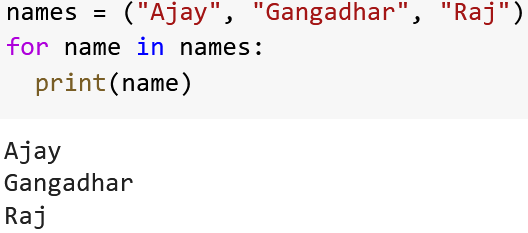 names = ("Ajay", "Gangadhar", "Raj")
for name in names:
  print(name)
Ajay
Gangadhar
Raj